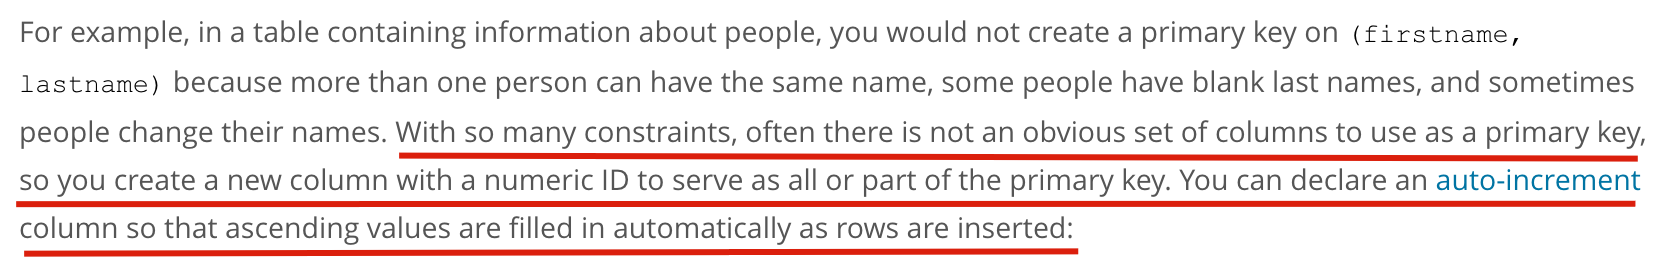 For example, in a table containing information about people, you would not create a primary key on (firstname,
lastname) because more than one person can have the same name, some people have blank last names, and sometimes
people change their names. With so many constraints, often there is not an obvious set of columns to use as a primary key,
so you create a new column with a numeric ID to serve as all or part of the primary key. You can declare an auto-increment
column so that ascending values are filled in automatically as rows are inserted: